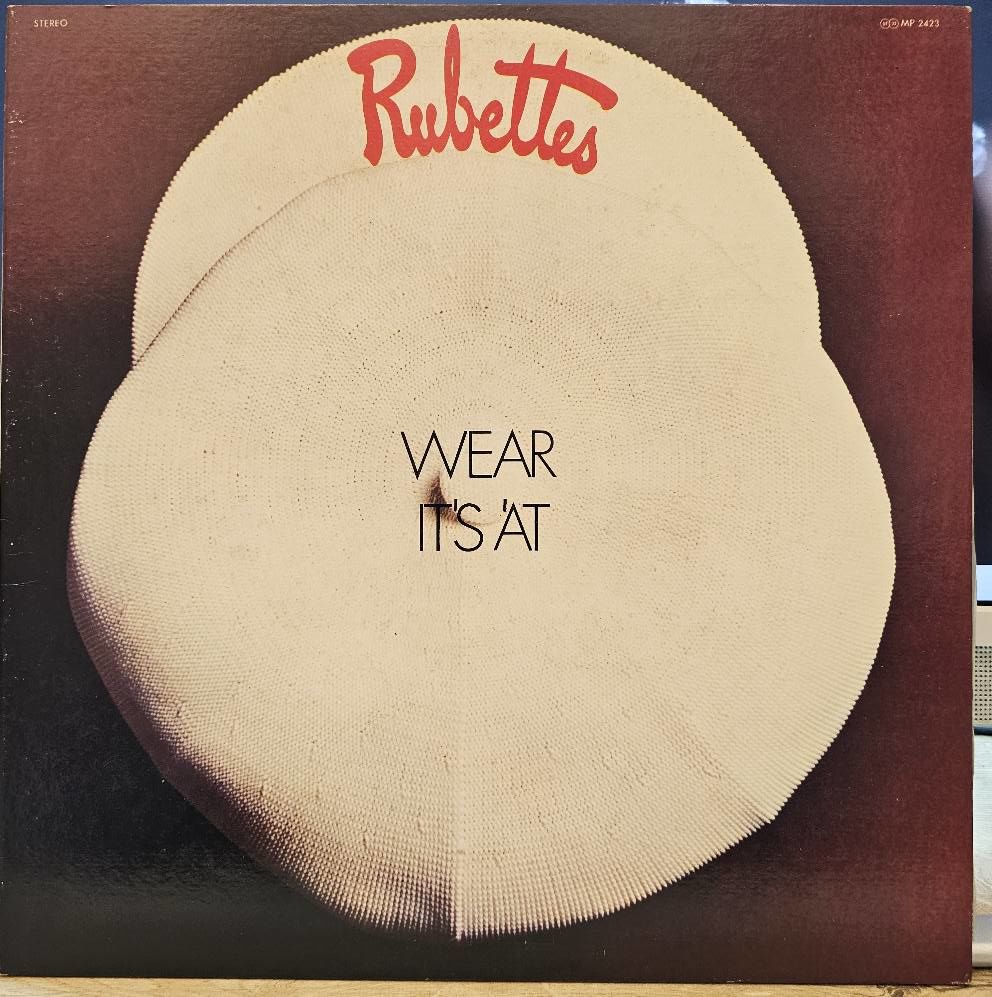 STEREO
MP 2423
Rubettes
WEAR
IT'S 'AT